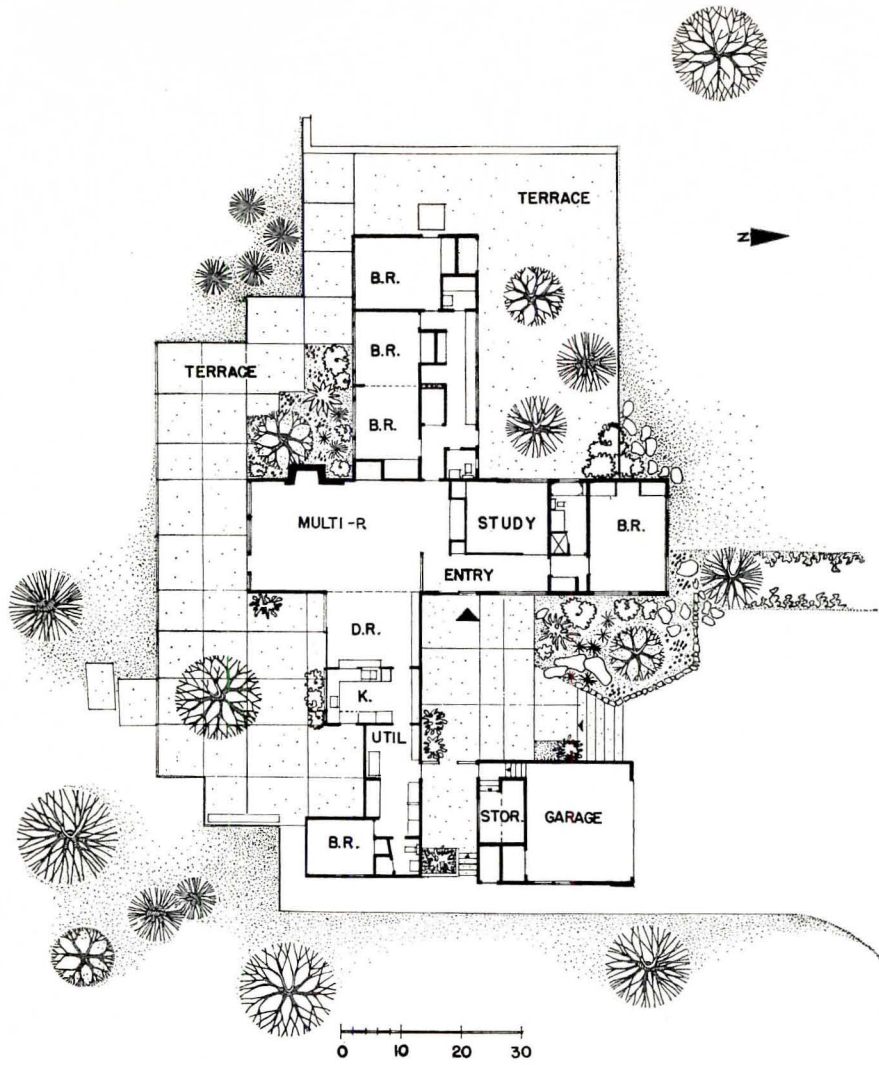 TERRACE
N
B.R.
B.R.
TERRACE
B.R.
MULTI-R
STUDY
B.R.
ENTRY
D.R.
K.
UTIL
STOR.
GARAGE
B.R.
0 10 20 30